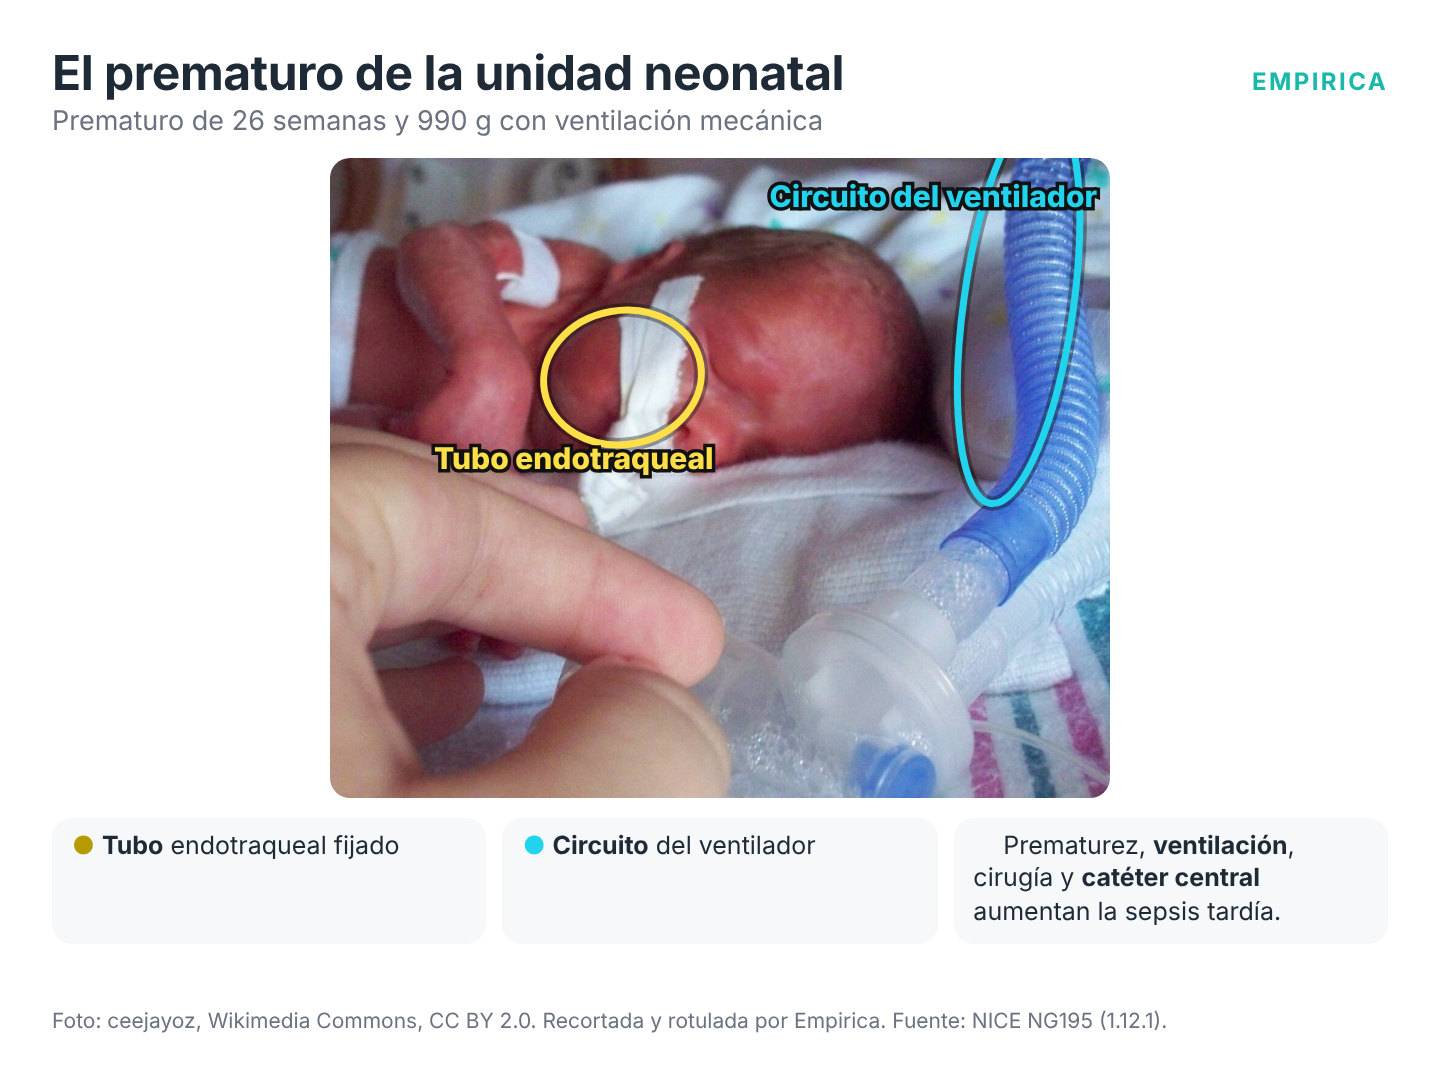 El prematuro de la unidad neonatal
EMPIRICA
Prematuro de 26 semanas y 990 g con ventilación mecánica
Circuito del ventilador
Tubo endotraqueal
Tubo endotraqueal fijado
Circuito del ventilador
Prematurez, ventilación,
cirugía y catéter central
aumentan la sepsis tardía.
Foto: ceejayoz, Wikimedia Commons, CC BY 2.0. Recortada y rotulada por Empirica. Fuente: NICE NG195 (1.12.1).